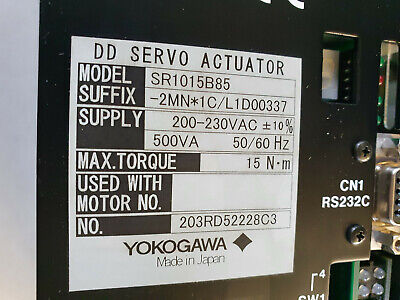 DD SERVO ACTUATOR
MODEL SR1015B85
SUFFIX -2MN*1C/L1D00337
SUPPLY 200-230VAC ±10%
500VA 50/60 Hz
MAX.TORQUE 15 N·m
USED WITH
MOTOR NO.
NO. 203RD52228C3
YOKOGAWA
Made in Japan
CN1
RS232C
4
SW1